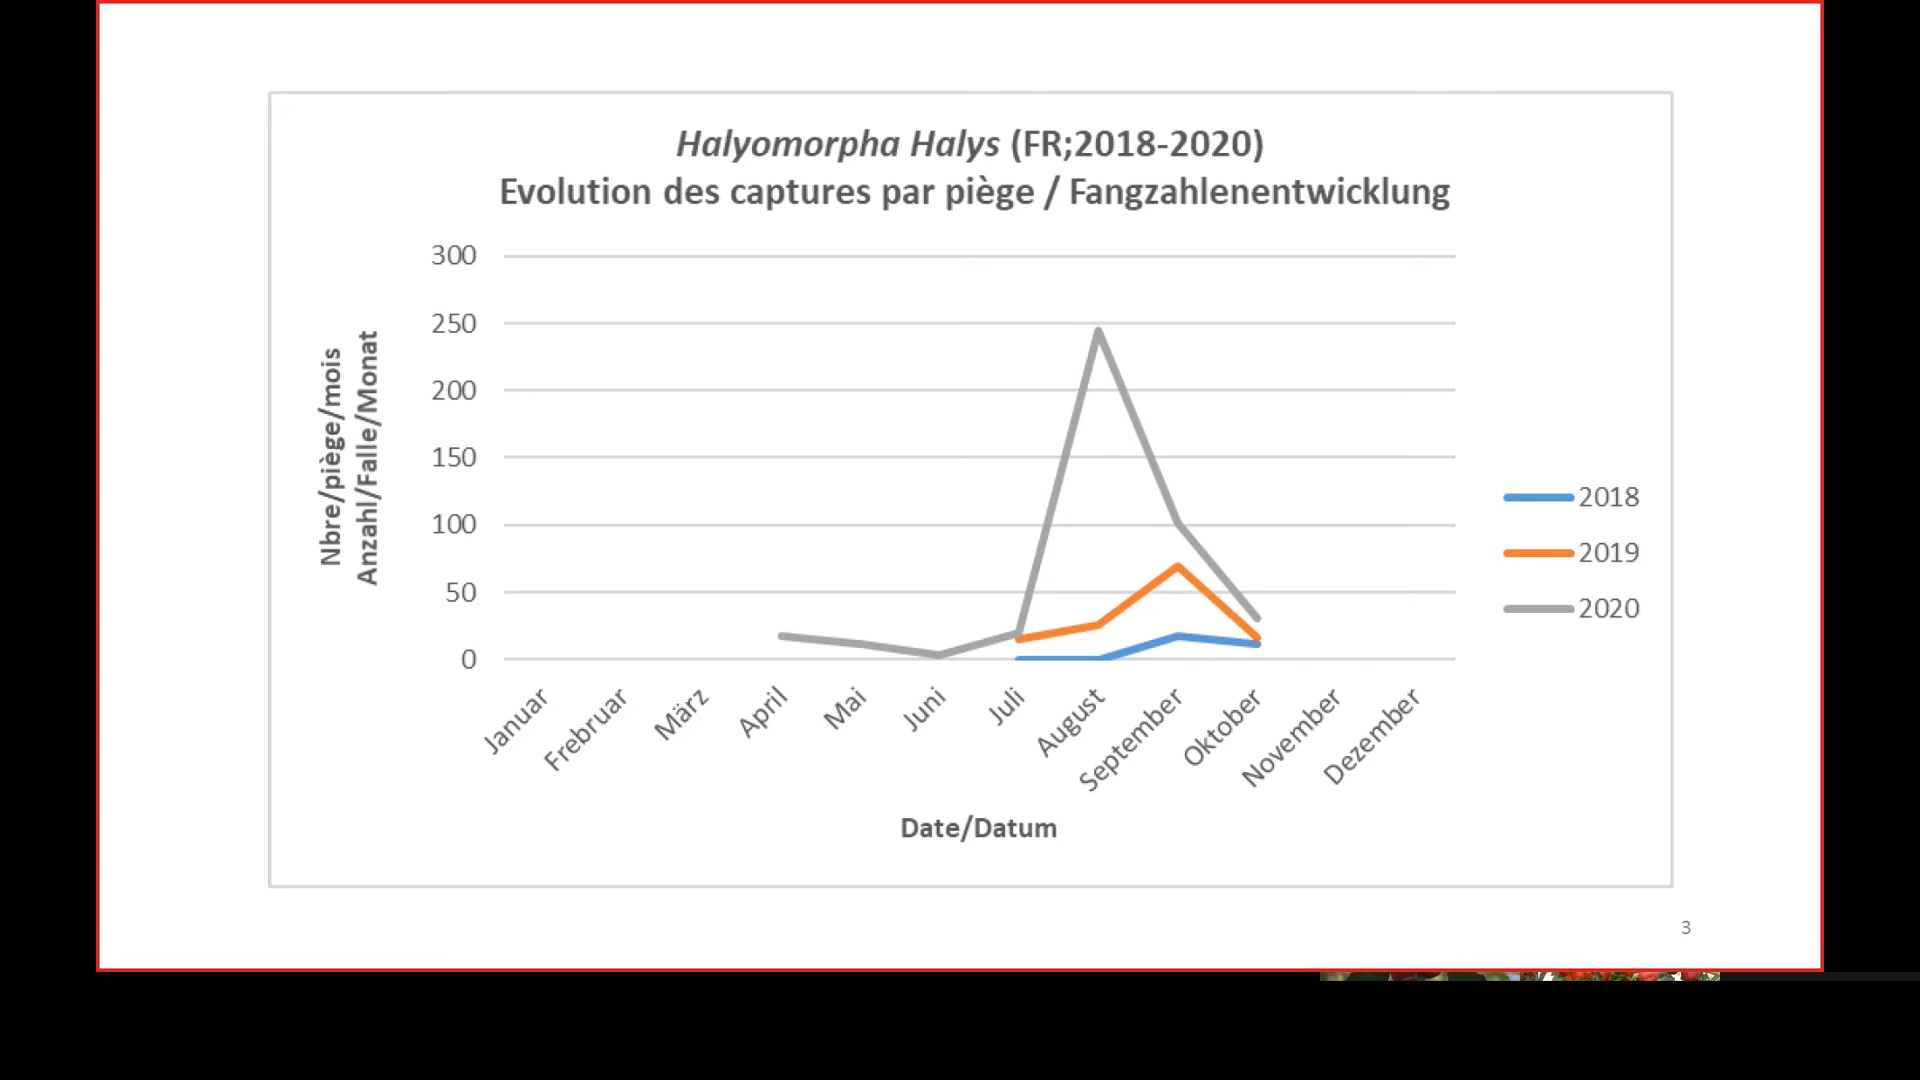 Halyomorpha Halys (FR;2018-2020)
Evolution des captures par piège / Fangzahlenentwicklung
300
250
200
150
100
50
0
Nbre/piège/mois
Anzahl/Falle/Monat
Januar
Frebruar
März
April
Mai
Juni
Juli
August
September
Oktober
November
Dezember
Date/Datum
2018
2019
2020
3